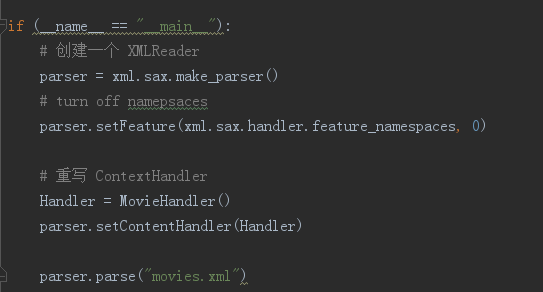 if (__name__ == "__main__"):
# 创建一个 XMLReader
parser = xml.sax.make_parser()
# turn off namepsaces
parser.setFeature(xml.sax.handler.feature_namespaces, 0)
# 重写 ContextHandler
Handler = MovieHandler()
parser.setContentHandler(Handler)
parser.parse("movies.xml")